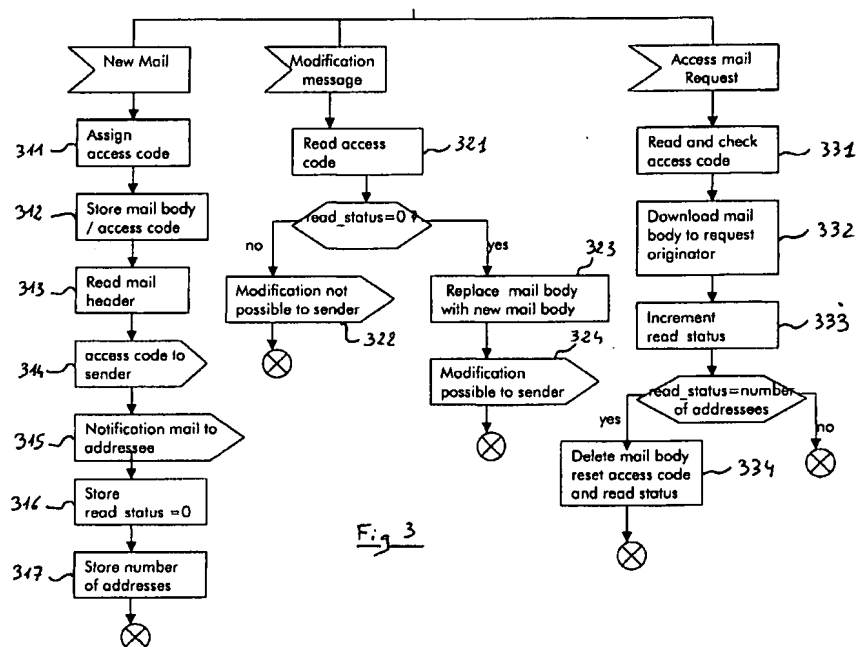 New Mail
Modification
message
Access mail
Request
311
Assign
access code
312
Store mail body
/ access code
313
Read mail
header
314
access code to
sender
315
Notification mail to
addressee
316
Store
read_status =0
317
Store number
of addresses
Read access
code
321
read_status=0 ?
no
yes
Modification not
possible to sender
322
323
Replace mail body
with new mail body
324
Modification
possible to sender
Read and check
access code
331
Download mail
body to request
originator
332
Increment
read_status
333
read_status=number
of addressees
yes
no
Delete mail body
reset access code
and read status
334
Fig 3